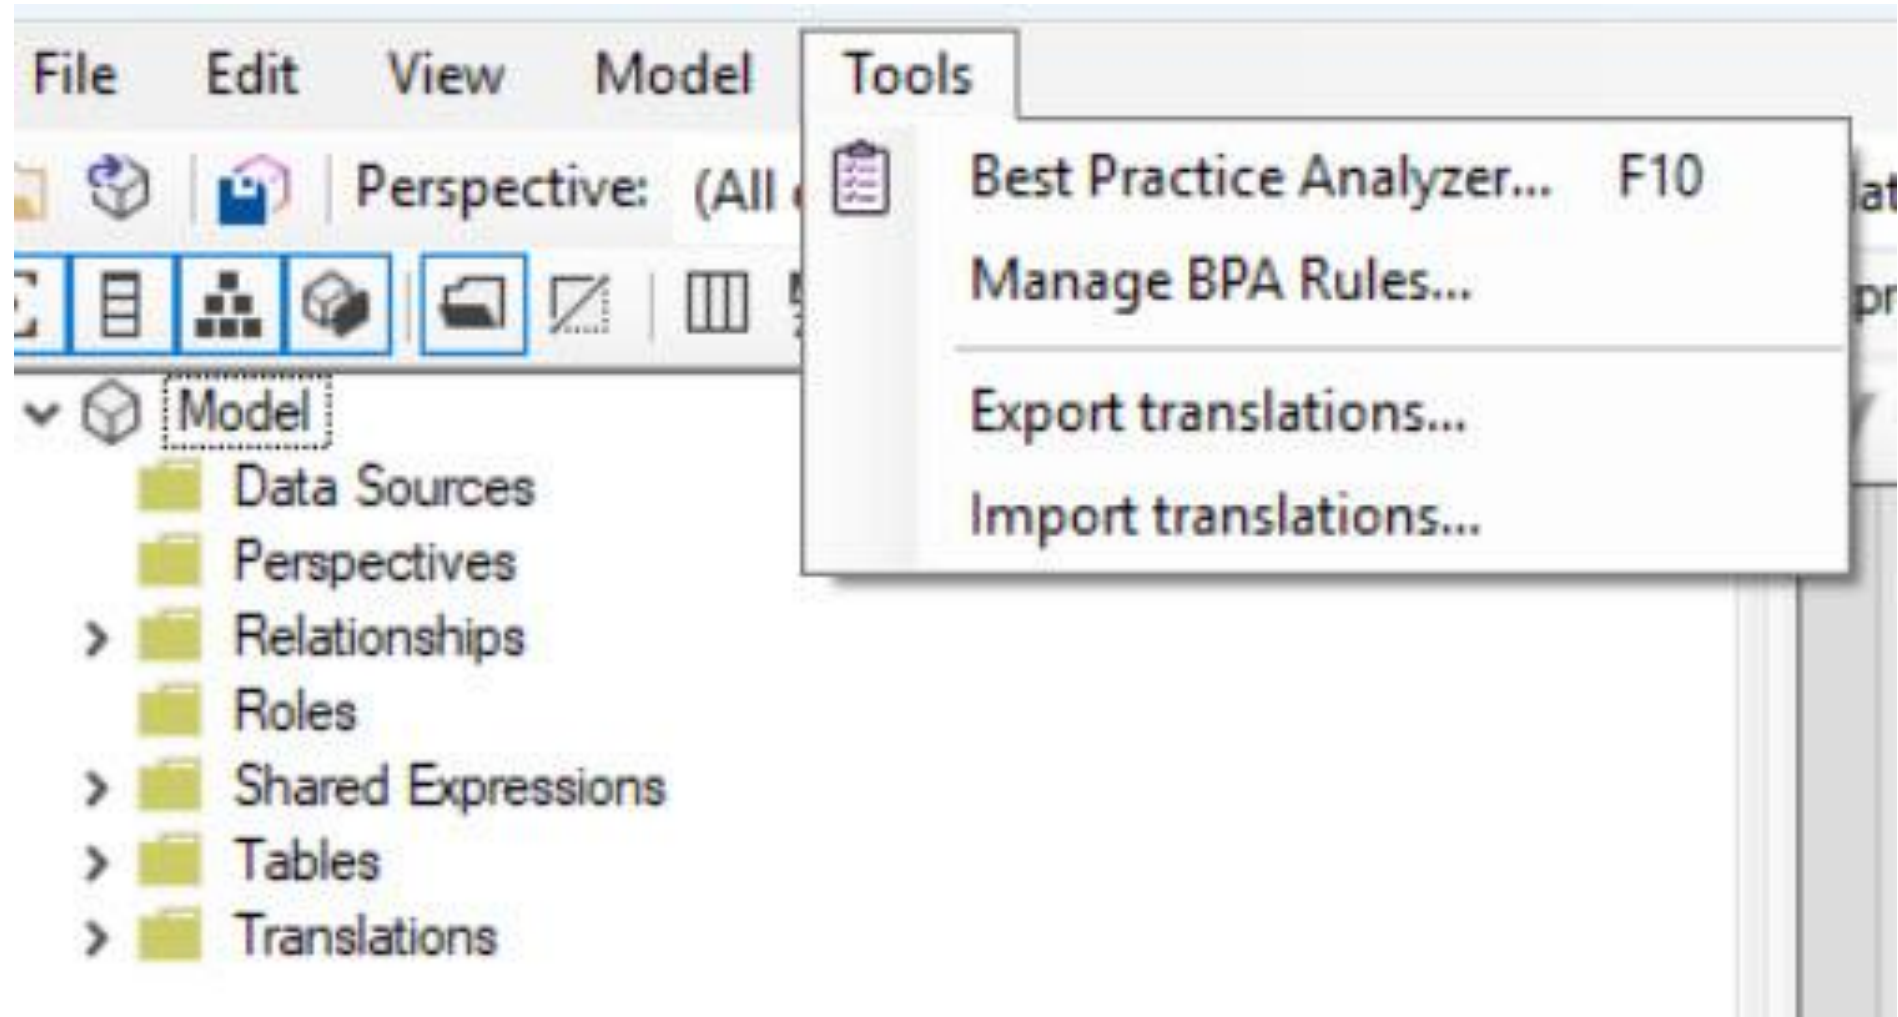 File Edit View Model Tools
Perspective: (All
Best Practice Analyzer... F10
Manage BPA Rules...
Export translations...
Import translations...
Model
Data Sources
Perspectives
Relationships
Roles
Shared Expressions
Tables
Translations